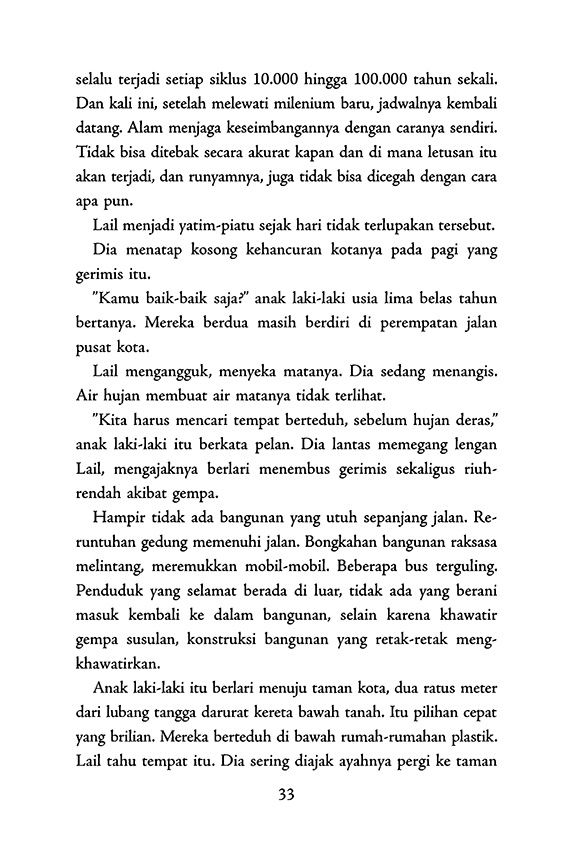 selalu terjadi setiap siklus 10.000 hingga 100.000 tahun sekali.
Dan kali ini, setelah melewati milenium baru, jadwalnya kembali
datang. Alam menjaga keseimbangannya dengan caranya sendiri.
Tidak bisa ditebak secara akurat kapan dan di mana letusan itu
akan terjadi, dan runyamnya, juga tidak bisa dicegah dengan cara
apa pun.
Lail menjadi yatim-piatu sejak hari tidak terlupakan tersebut.
Dia menatap kosong kehancuran kotanya pada pagi yang
gerimis itu.
”Kamu baik-baik saja?” anak laki-laki usia lima belas tahun
bertanya. Mereka berdua masih berdiri di perempatan jalan
pusat kota.
Lail mengangguk, menyeka matanya. Dia sedang menangis.
Air hujan membuat air matanya tidak terlihat.
”Kita harus mencari tempat berteduh, sebelum hujan deras,”
anak laki-laki itu berkata pelan. Dia lantas memegang lengan
Lail, mengajaknya berlari menembus gerimis sekaligus riuh-
rendah akibat gempa.
Hampir tidak ada bangunan yang utuh sepanjang jalan. Re-
runtuhan gedung memenuhi jalan. Bongkahan bangunan raksasa
melintang, meremukkan mobil-mobil. Beberapa bus terguling.
Penduduk yang selamat berada di luar, tidak ada yang berani
masuk kembali ke dalam bangunan, selain karena khawatir
gempa susulan, konstruksi bangunan yang retak-retak meng-
khawatirkan.
Anak laki-laki itu berlari menuju taman kota, dua ratus meter
dari lubang tangga darurat kereta bawah tanah. Itu pilihan cepat
yang brilian. Mereka berteduh di bawah rumah-rumahan plastik.
Lail tahu tempat itu. Dia sering diajak ayahnya pergi ke taman
33